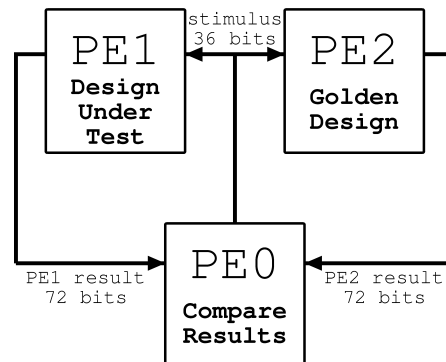 PE1
Design
Under
Test
stimulus
36 bits
PE2
Golden
Design
PE1 result
72 bits
PE0
Compare
Results
PE2 result
72 bits